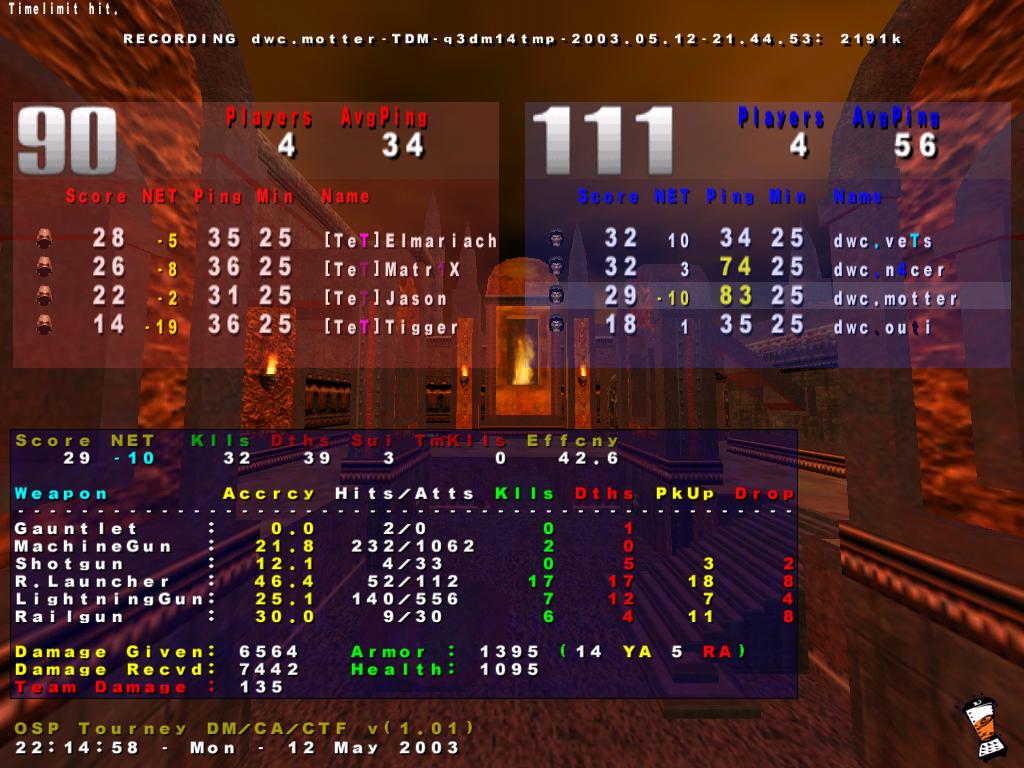 Timelimit hit.
RECORDING dwc.motter-TDM-q3dm14tmp-2003.05.12-21.44.53: 2191k
90 Players AvgPing
4 34
Score NET Ping Min Name
28 -5 35 25 [TeT]Elmariach
26 -8 36 25 [TeT]Matr1X
22 -2 31 25 [TeT]Jason
14 -19 36 25 [TeT]Tigger
111 Players AvgPing
4 56
Score NET Ping Min Name
32 10 34 25 dwc.veTs
32 3 74 25 dwc.n4cer
29 -10 83 25 dwc.motter
18 1 35 25 dwc.outi
Score NET Klls Dths Sui TmKlls Effcny
29 -10 32 39 3 0 42.6
Weapon Accrcy Hits/Atts Klls Dths PkUp Drop
Gauntlet : 0.0 2/0 0 1
MachineGun : 21.8 232/1062 2 0
Shotgun : 12.1 4/33 0 5 3 2
R.Launcher : 46.4 52/112 17 17 18 8
LightningGun: 25.1 140/556 7 12 7 4
Railgun : 30.0 9/30 6 4 11 8
Damage Given: 6564 Armor : 1395 (14 YA 5 RA)
Damage Recvd: 7442 Health: 1095
Team Damage : 135
OSP Tourney DM/CA/CTF v(1.01)
22:14:58 - Mon - 12 May 2003